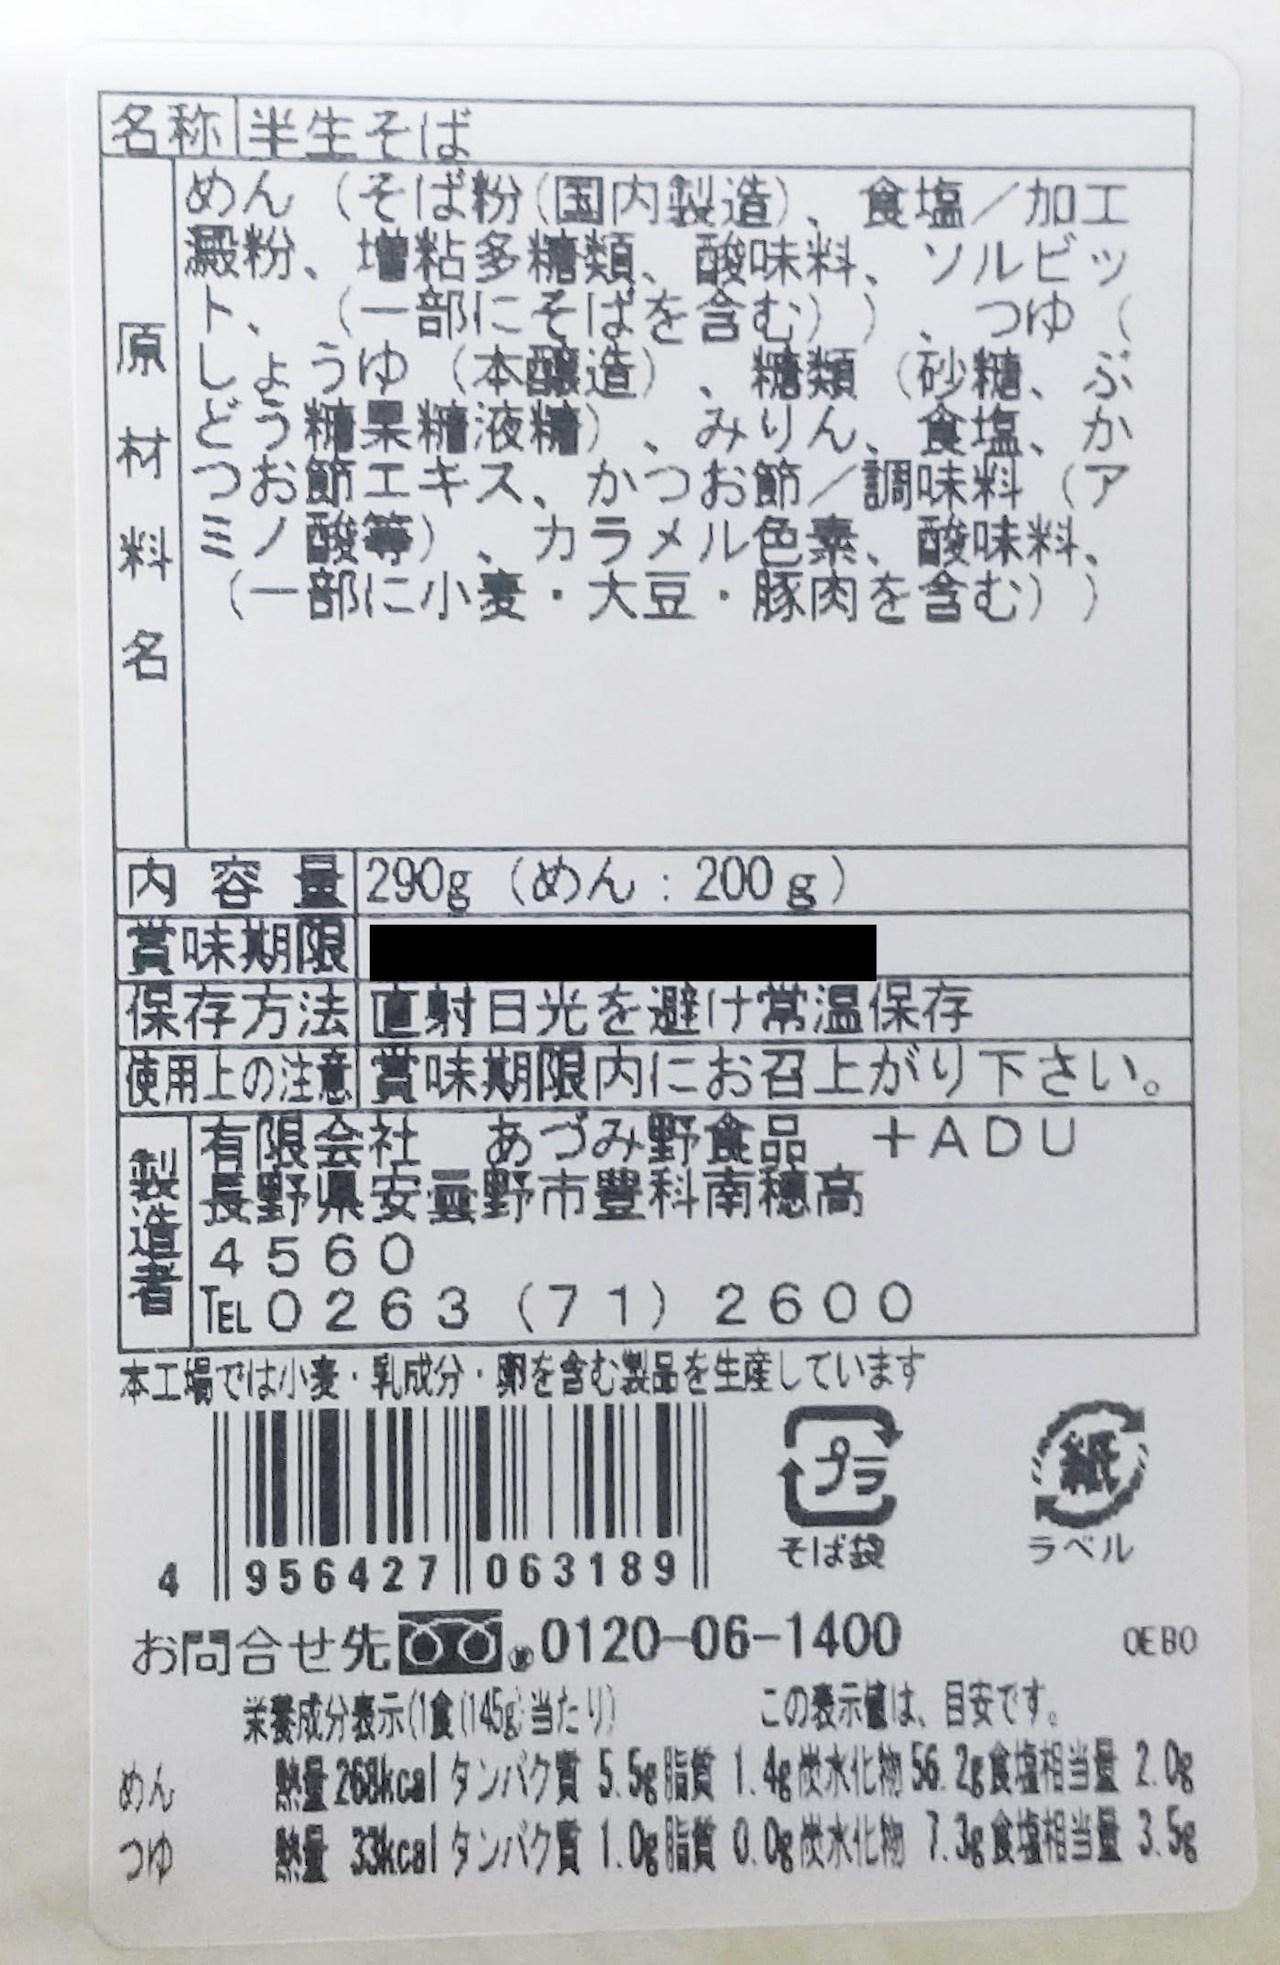 名称 半生そば
原材料名 めん（そば粉（国内製造）、食塩／加工
澱粉、増粘多糖類、酸味料、ソルビッ
ト、（一部にそばを含む））、つゆ（
しょうゆ（本醸造）、糖類（砂糖、ぶ
どう糖果糖液糖）、みりん、食塩、か
つお節エキス、かつお節／調味料（ア
ミノ酸等）、カラメル色素、酸味料、
（一部に小麦・大豆・豚肉を含む））
内容量 290g（めん：200g）
賞味期限
保存方法 直射日光を避け常温保存
使用上の注意 賞味期限内にお召上がり下さい。
製造者 有限会社 あづみ野食品 ＋ADU
長野県安曇野市豊科南穂高
4560
TEL0263（71）2600
本工場では小麦・乳成分・卵を含む製品を生産しています
プラ 紙
そば袋 ラベル
4 956427 063189
お問合せ先 0120-06-1400 OEBO
栄養成分表示(1食(145g)当たり) この表示値は、目安です。
めん 熱量268kcal タンパク質 5.5g 脂質 1.4g 炭水化物 56.2g 食塩相当量 2.0g
つゆ 熱量 33kcal タンパク質 1.0g 脂質 0.0g 炭水化物 7.3g 食塩相当量 3.5g